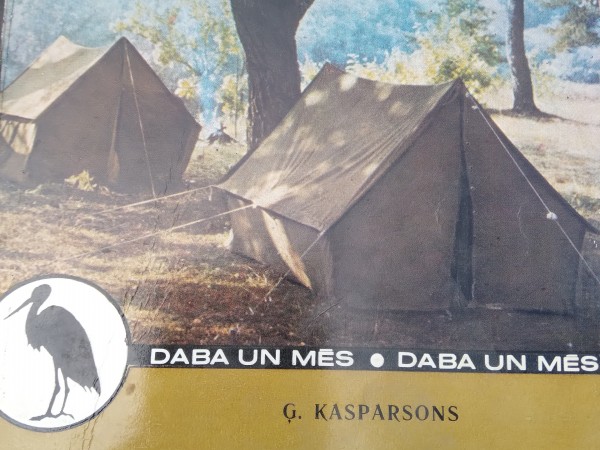 DABA UN MĒS ● DABA UN MĒS
Ģ. KASPARSONS